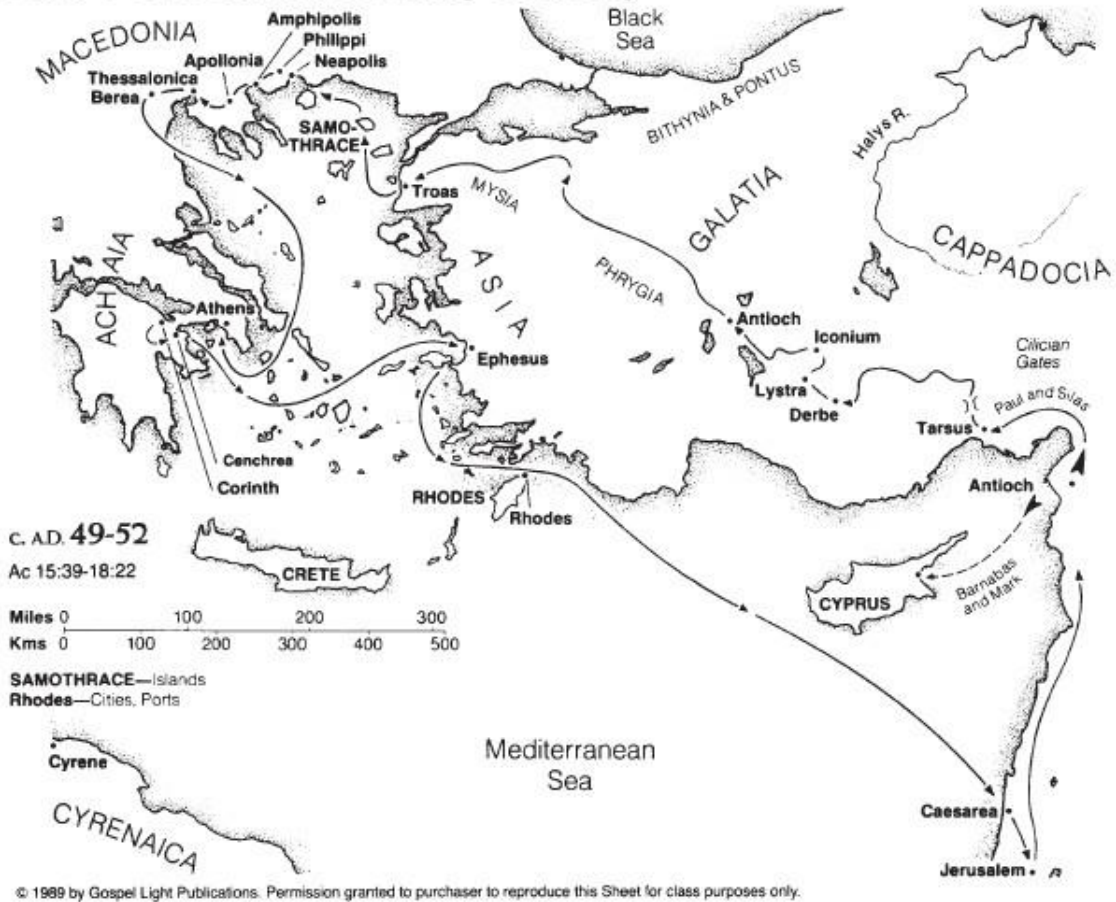 Black
Sea
MACEDONIA
Amphipolis
Philippi
Neapolis
Apollonia
Thessalonica
Berea
SAMO-
THRACE
Troas
MYSIA
BITHYNIA & PONTUS
Halys R.
GALATIA
CAPPADOCIA
PHRYGIA
ASIA
ACHAIA
Athens
Ephesus
Antioch
Iconium
Lystra
Derbe
Cilician
Gates
Paul and Silas
Tarsus
Cenchrea
Corinth
RHODES
Rhodes
Antioch
c. A.D. 49-52
Ac 15:39-18:22
CRETE
CYPRUS
Barnabas
and Mark
Miles 0 100 200 300
Kms 0 100 200 300 400 500
SAMOTHRACE—Islands
Rhodes—Cities, Ports
Cyrene
CYRENAICA
Mediterranean
Sea
Caesarea
Jerusalem
© 1989 by Gospel Light Publications. Permission granted to purchaser to reproduce this Sheet for class purposes only.